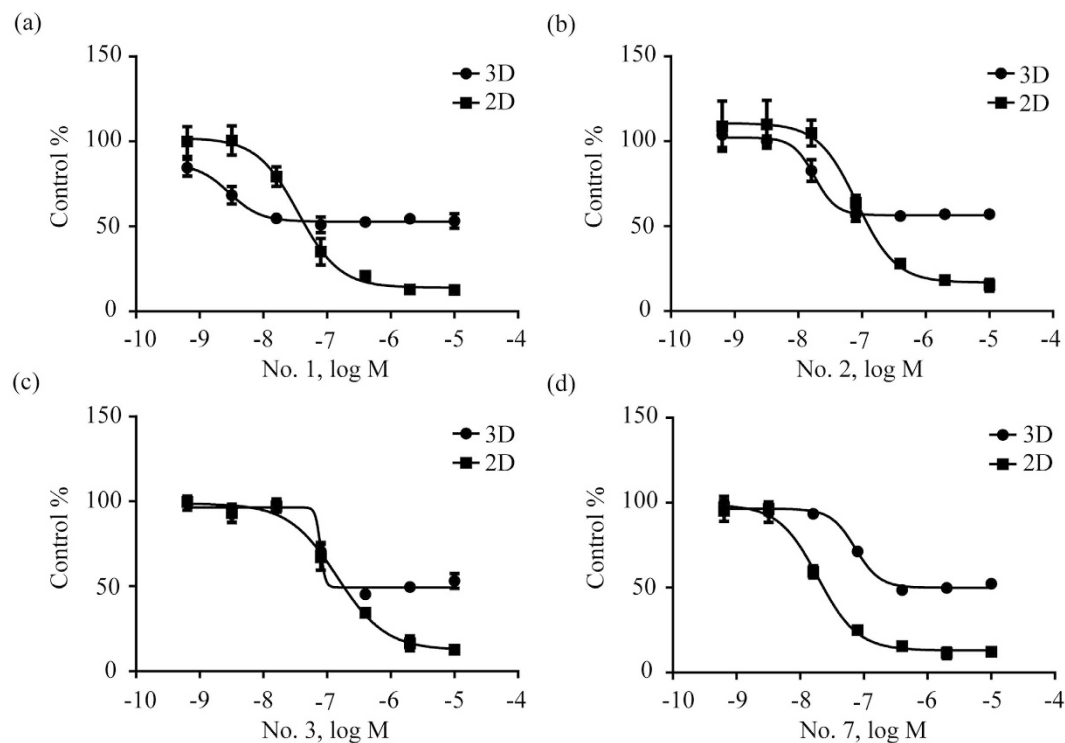 (a)
150
100
50
0
Control %
3D
2D
-10 -9 -8 -7 -6 -5 -4
No. 1, log M
(b)
150
100
50
0
Control %
3D
2D
-10 -9 -8 -7 -6 -5 -4
No. 2, log M
(c)
150
100
50
0
Control %
3D
2D
-10 -9 -8 -7 -6 -5 -4
No. 3, log M
(d)
150
100
50
0
Control %
3D
2D
-10 -9 -8 -7 -6 -5 -4
No. 7, log M